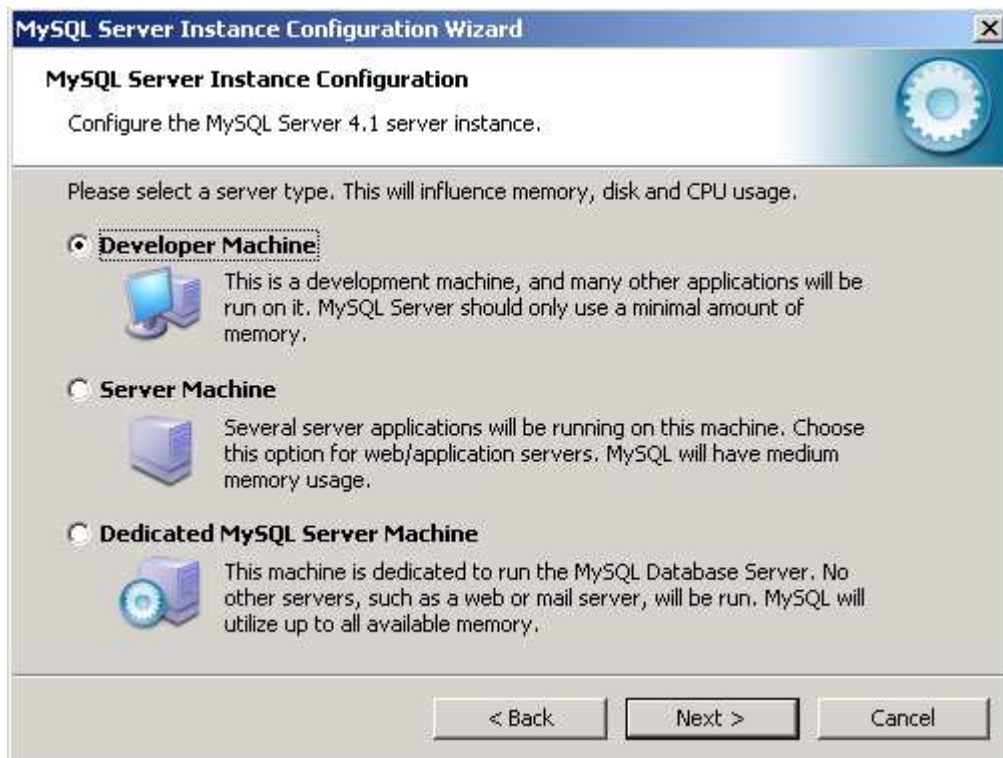 MySQL Server Instance Configuration Wizard
MySQL Server Instance Configuration
Configure the MySQL Server 4.1 server instance.
Please select a server type. This will influence memory, disk and CPU usage.
Developer Machine
This is a development machine, and many other applications will be
run on it. MySQL Server should only use a minimal amount of
memory.
Server Machine
Several server applications will be running on this machine. Choose
this option for web/application servers. MySQL will have medium
memory usage.
Dedicated MySQL Server Machine
This machine is dedicated to run the MySQL Database Server. No
other servers, such as a web or mail server, will be run. MySQL will
utilize up to all available memory.
< Back Next > Cancel